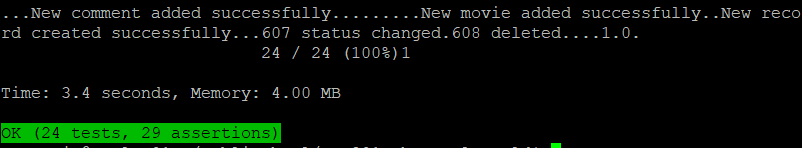 ...New comment added successfully.........New movie added successfully..New reco
rd created successfully...607 status changed.608 deleted....1.0.
24 / 24 (100%)1
Time: 3.4 seconds, Memory: 4.00 MB
OK (24 tests, 29 assertions)